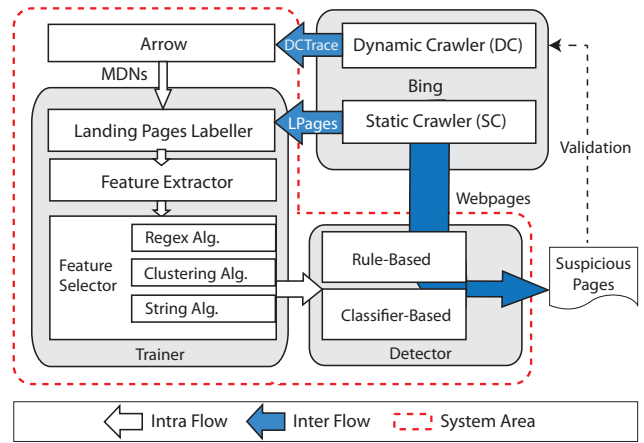 Arrow
DCTrace
Dynamic Crawler (DC)
MDNs
Bing
Landing Pages Labeller
LPages
Static Crawler (SC)
Validation
Feature Extractor
Webpages
Feature
Selector
Regex Alg.
Clustering Alg.
String Alg.
Rule-Based
Classifier-Based
Suspicious
Pages
Trainer
Detector
Intra Flow
Inter Flow
System Area